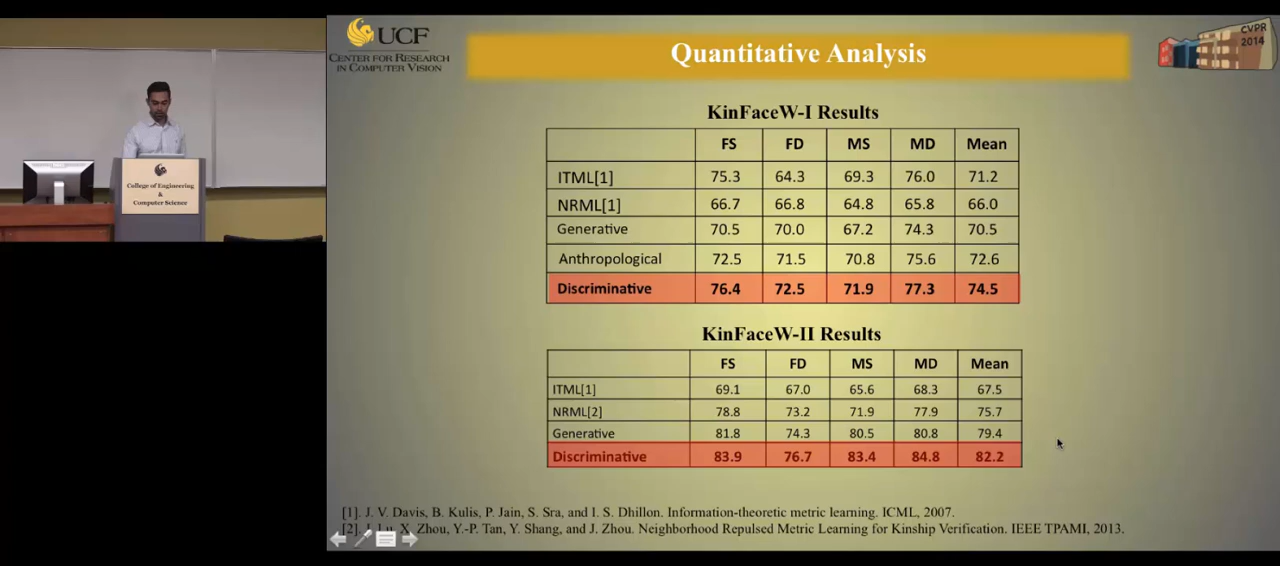 UCF
CENTER FOR RESEARCH
IN COMPUTER VISION
Quantitative Analysis
CVPR
2014
College of Engineering
&
Computer Science
KinFaceW-I Results
FS FD MS MD Mean
ITML[1] 75.3 64.3 69.3 76.0 71.2
NRML[1] 66.7 66.8 64.8 65.8 66.0
Generative 70.5 70.0 67.2 74.3 70.5
Anthropological 72.5 71.5 70.8 75.6 72.6
Discriminative 76.4 72.5 71.9 77.3 74.5
KinFaceW-II Results
FS FD MS MD Mean
ITML[1] 69.1 67.0 65.6 68.3 67.5
NRML[2] 78.8 73.2 71.9 77.9 75.7
Generative 81.8 74.3 80.5 80.8 79.4
Discriminative 83.9 76.7 83.4 84.8 82.2
[1]. J. V. Davis, B. Kulis, P. Jain, S. Sra, and I. S. Dhillon. Information-theoretic metric learning. ICML, 2007.
[2]. J. Lu, X. Zhou, Y.-P. Tan, Y. Shang, and J. Zhou. Neighborhood Repulsed Metric Learning for Kinship Verification. IEEE TPAMI, 2013.